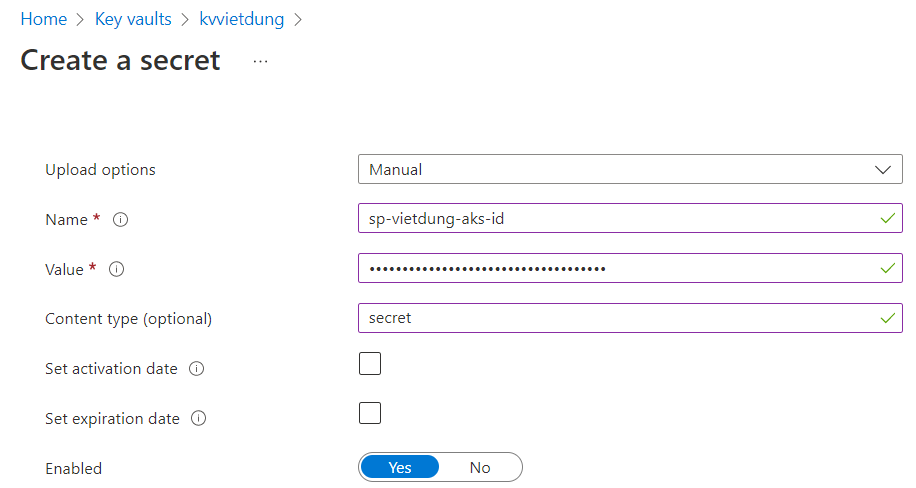 Home > Key vaults > kvvietdung >
Create a secret ...
Upload options Manual
Name * sp-vietdung-aks-id
Value * ••••••••••••••••••••••••••••••••••••
Content type (optional) secret
Set activation date
Set expiration date
Enabled Yes No